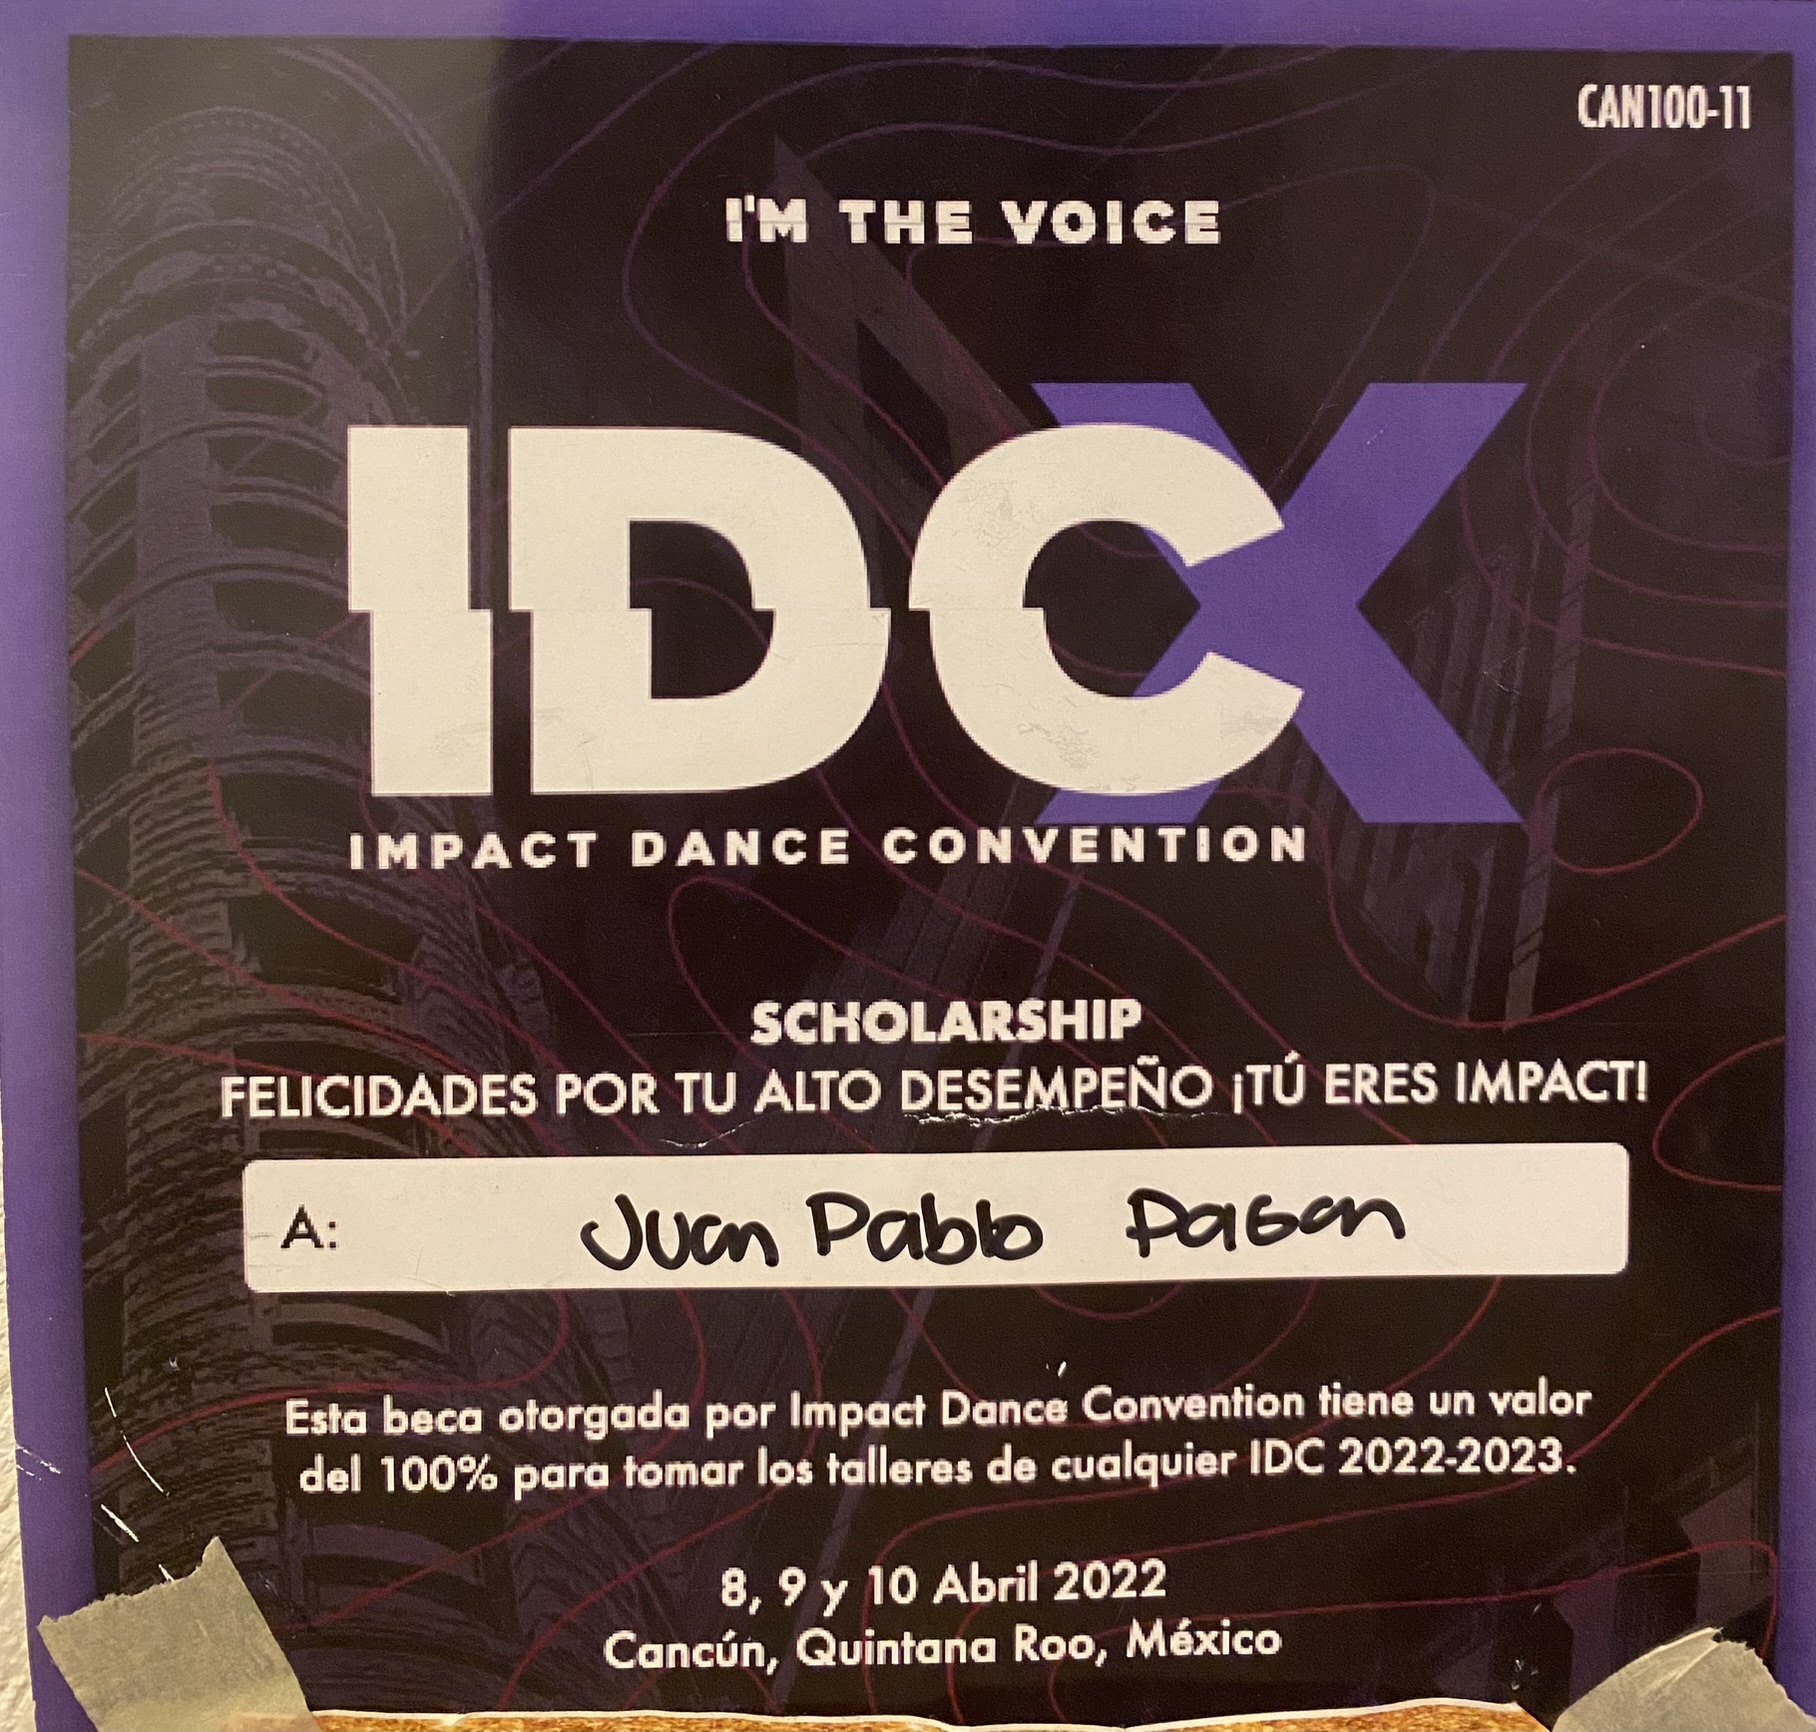 CAN100-11
I'M THE VOICE
IDCX
IMPACT DANCE CONVENTION
SCHOLARSHIP
FELICIDADES POR TU ALTO DESEMPEÑO ¡TÚ ERES IMPACT!
A: Juan Pablo Pagan
Esta beca otorgada por Impact Dance Convention tiene un valor
del 100% para tomar los talleres de cualquier IDC 2022-2023.
8, 9 y 10 Abril 2022
Cancún, Quintana Roo, México